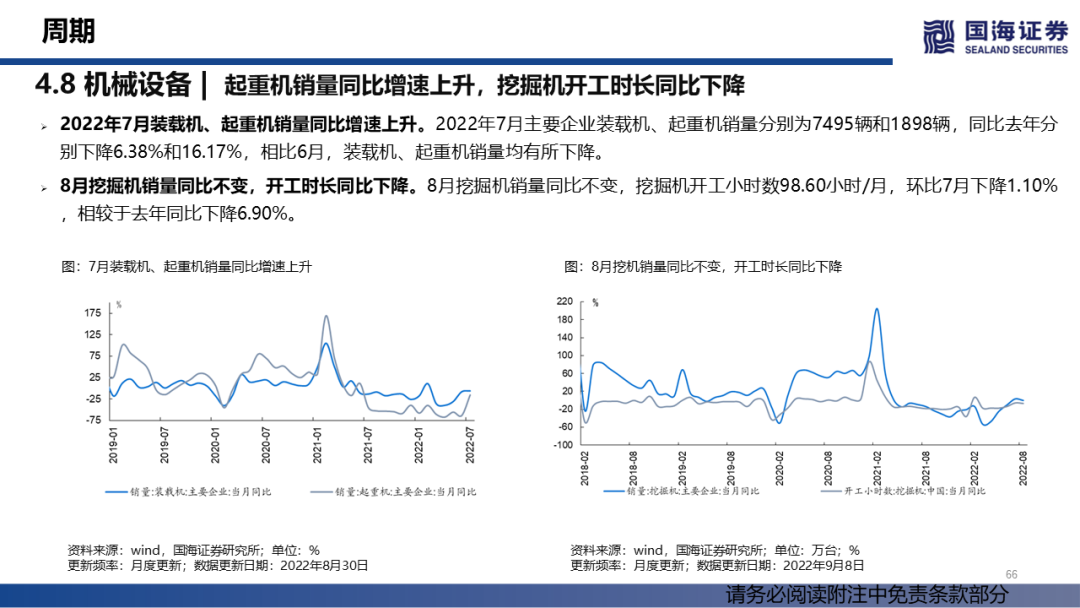 周期
国海证券
SEALAND SECURITIES
4.8 机械设备 | 起重机销量同比增速上升，挖掘机开工时长同比下降
➢ 2022年7月装载机、起重机销量同比增速上升。2022年7月主要企业装载机、起重机销量分别为7495辆和1898辆，同比去年分
别下降6.38%和16.17%，相比6月，装载机、起重机销量均有所下降。
➢ 8月挖掘机销量同比不变，开工时长同比下降。8月挖掘机销量同比不变，挖掘机开工小时数98.60小时/月，环比7月下降1.10%
，相较于去年同比下降6.90%。
图：7月装载机、起重机销量同比增速上升
%
175
125
75
25
-25
-75
2019-01
2019-07
2020-01
2020-07
2021-01
2021-07
2022-01
2022-07
销量:装载机:主要企业:当月同比
销量:起重机:主要企业:当月同比
资料来源：wind，国海证券研究所；单位：%
更新频率：月度更新；数据更新日期：2022年8月30日
图：8月挖机销量同比不变，开工时长同比下降
%
220
180
140
100
60
20
-20
-60
-100
2018-02
2018-08
2019-02
2019-08
2020-02
2020-08
2021-02
2021-08
2022-02
2022-08
销量:挖掘机:主要企业:当月同比
开工小时数:挖掘机:中国:当月同比
资料来源：wind，国海证券研究所；单位：万台；%
更新频率：月度更新；数据更新日期：2022年9月8日
66
请务必阅读附注中免责条款部分